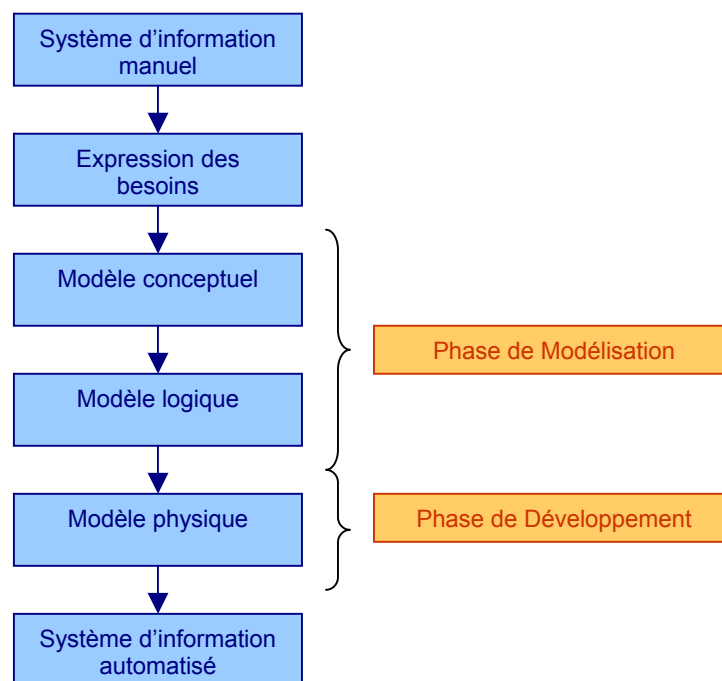 Système d'information
manuel
Expression des
besoins
Modèle conceptuel
Phase de Modélisation
Modèle logique
Modèle physique
Phase de Développement
Système d'information
automatisé